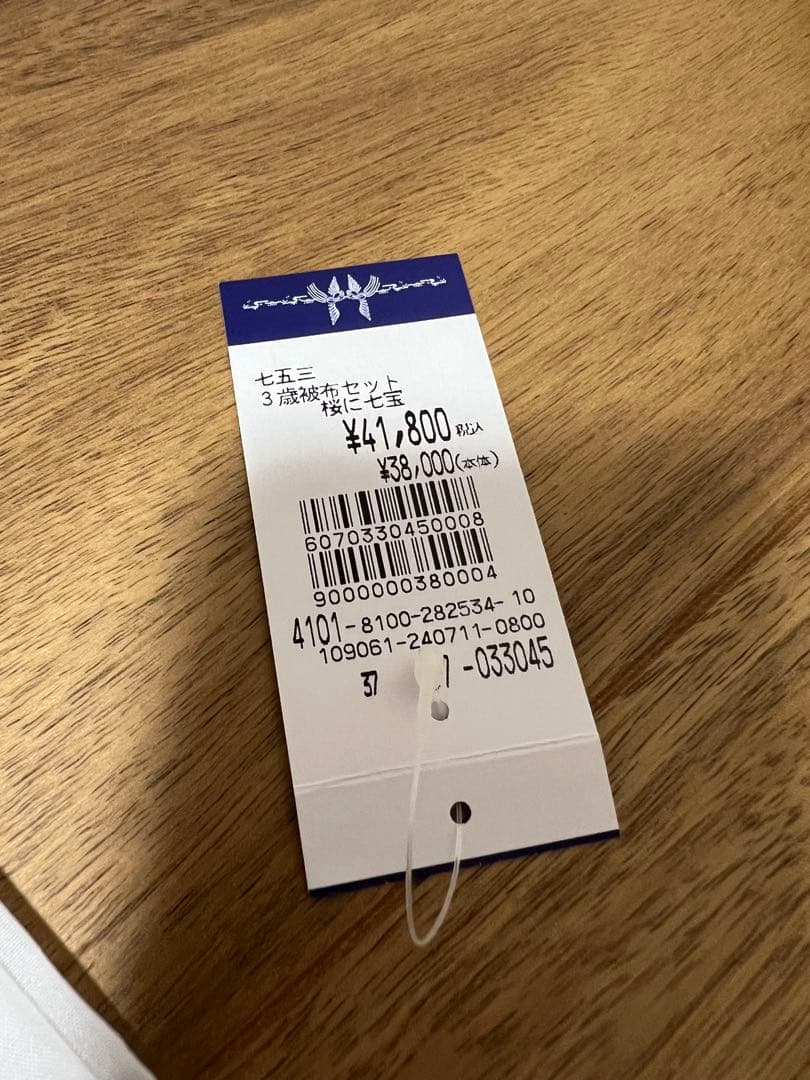 七五三
3歳被布セット
桜に七宝
¥41,800 税込
¥38,000(本体)
6070330450008
9000000380004
4101-8100-282534-10
109061-240711-0800
37 -033045